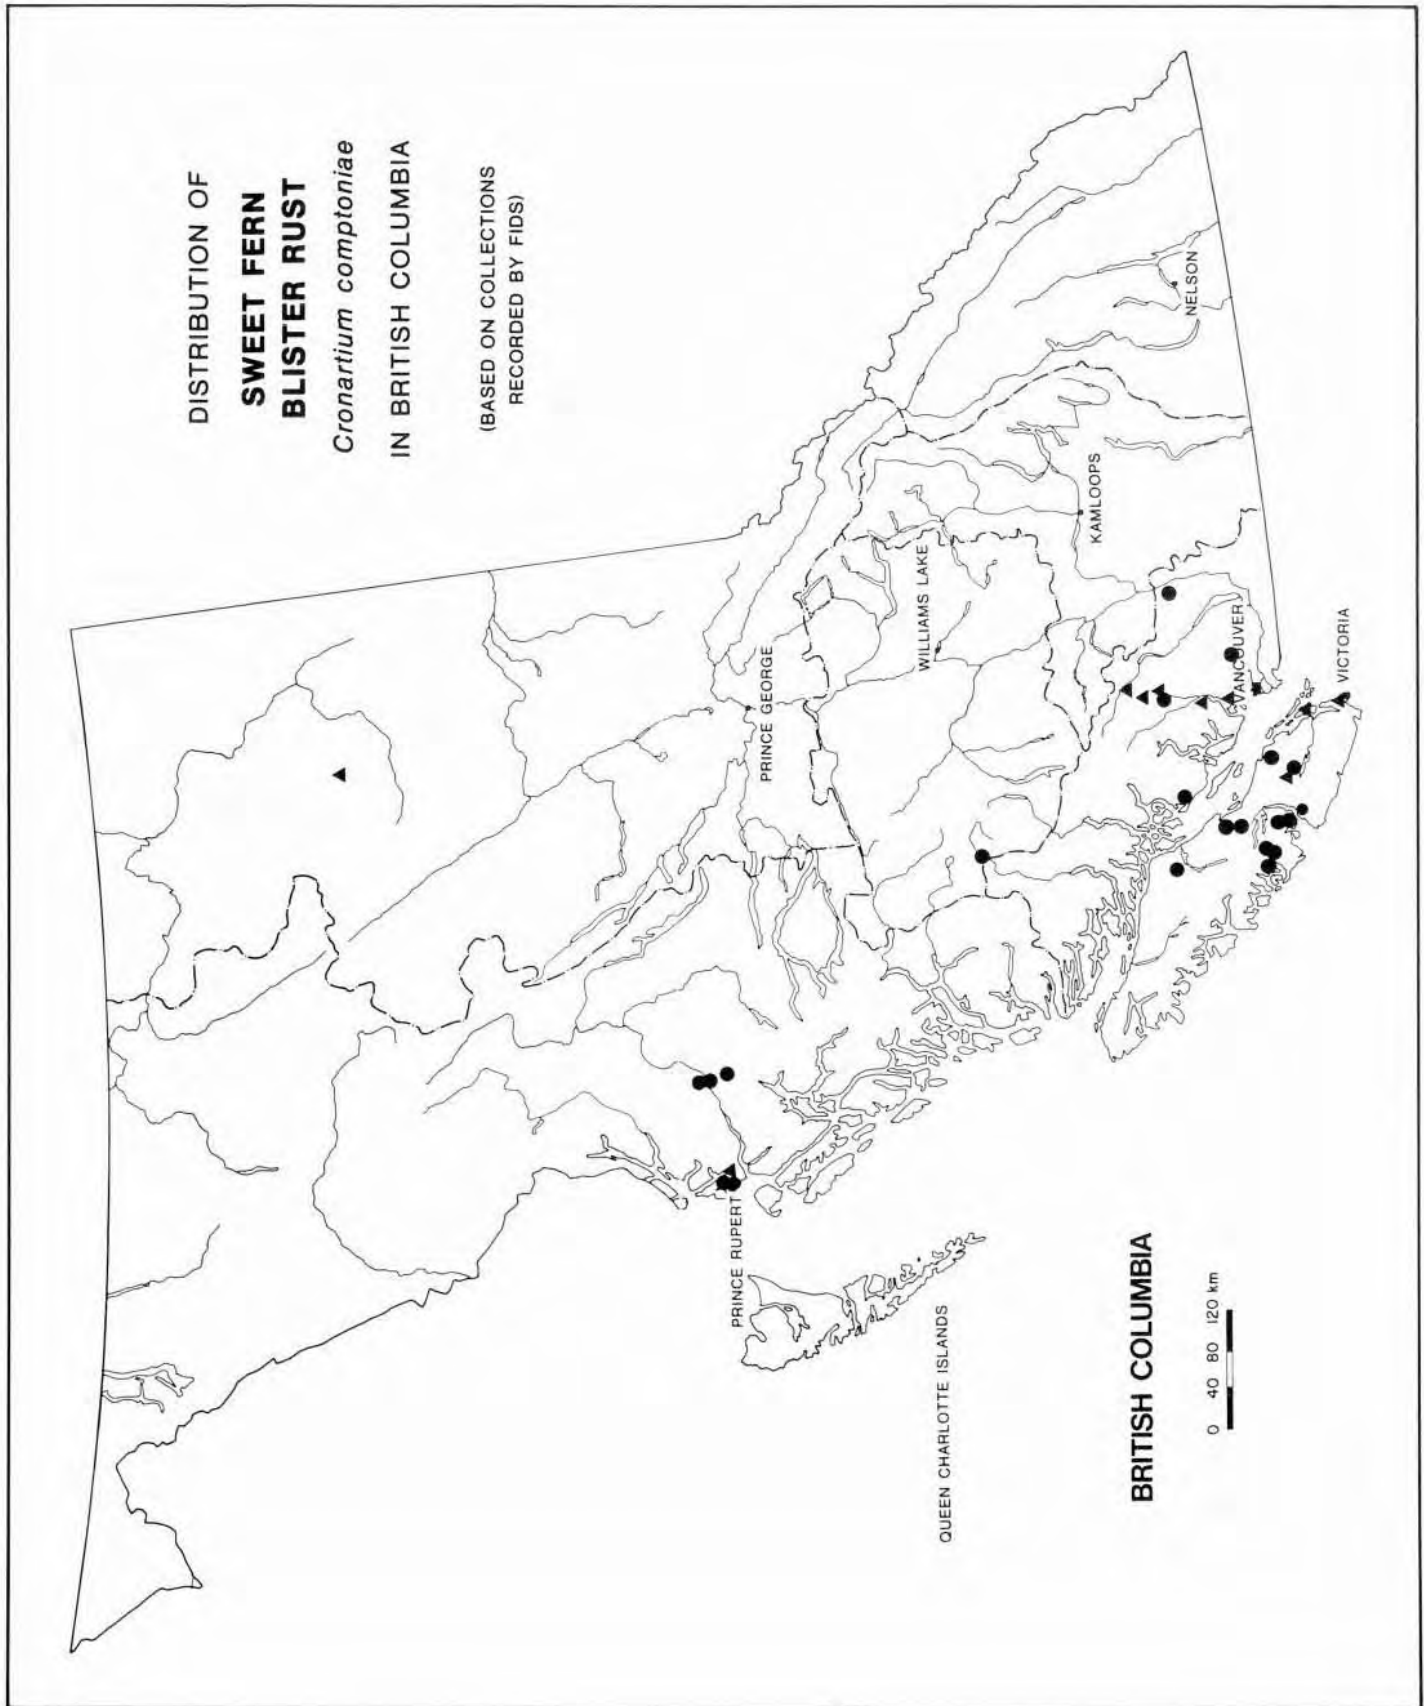 DISTRIBUTION OF
SWEET FERN
BLISTER RUST
Cronartium comptoniae
IN BRITISH COLUMBIA
(BASED ON COLLECTIONS
RECORDED BY FIDS)
PRINCE RUPERT
PRINCE GEORGE
QUEEN CHARLOTTE ISLANDS
WILLIAMS LAKE
KAMLOOPS
NELSON
VANCOUVER
VICTORIA
BRITISH COLUMBIA
0 40 80 120 km